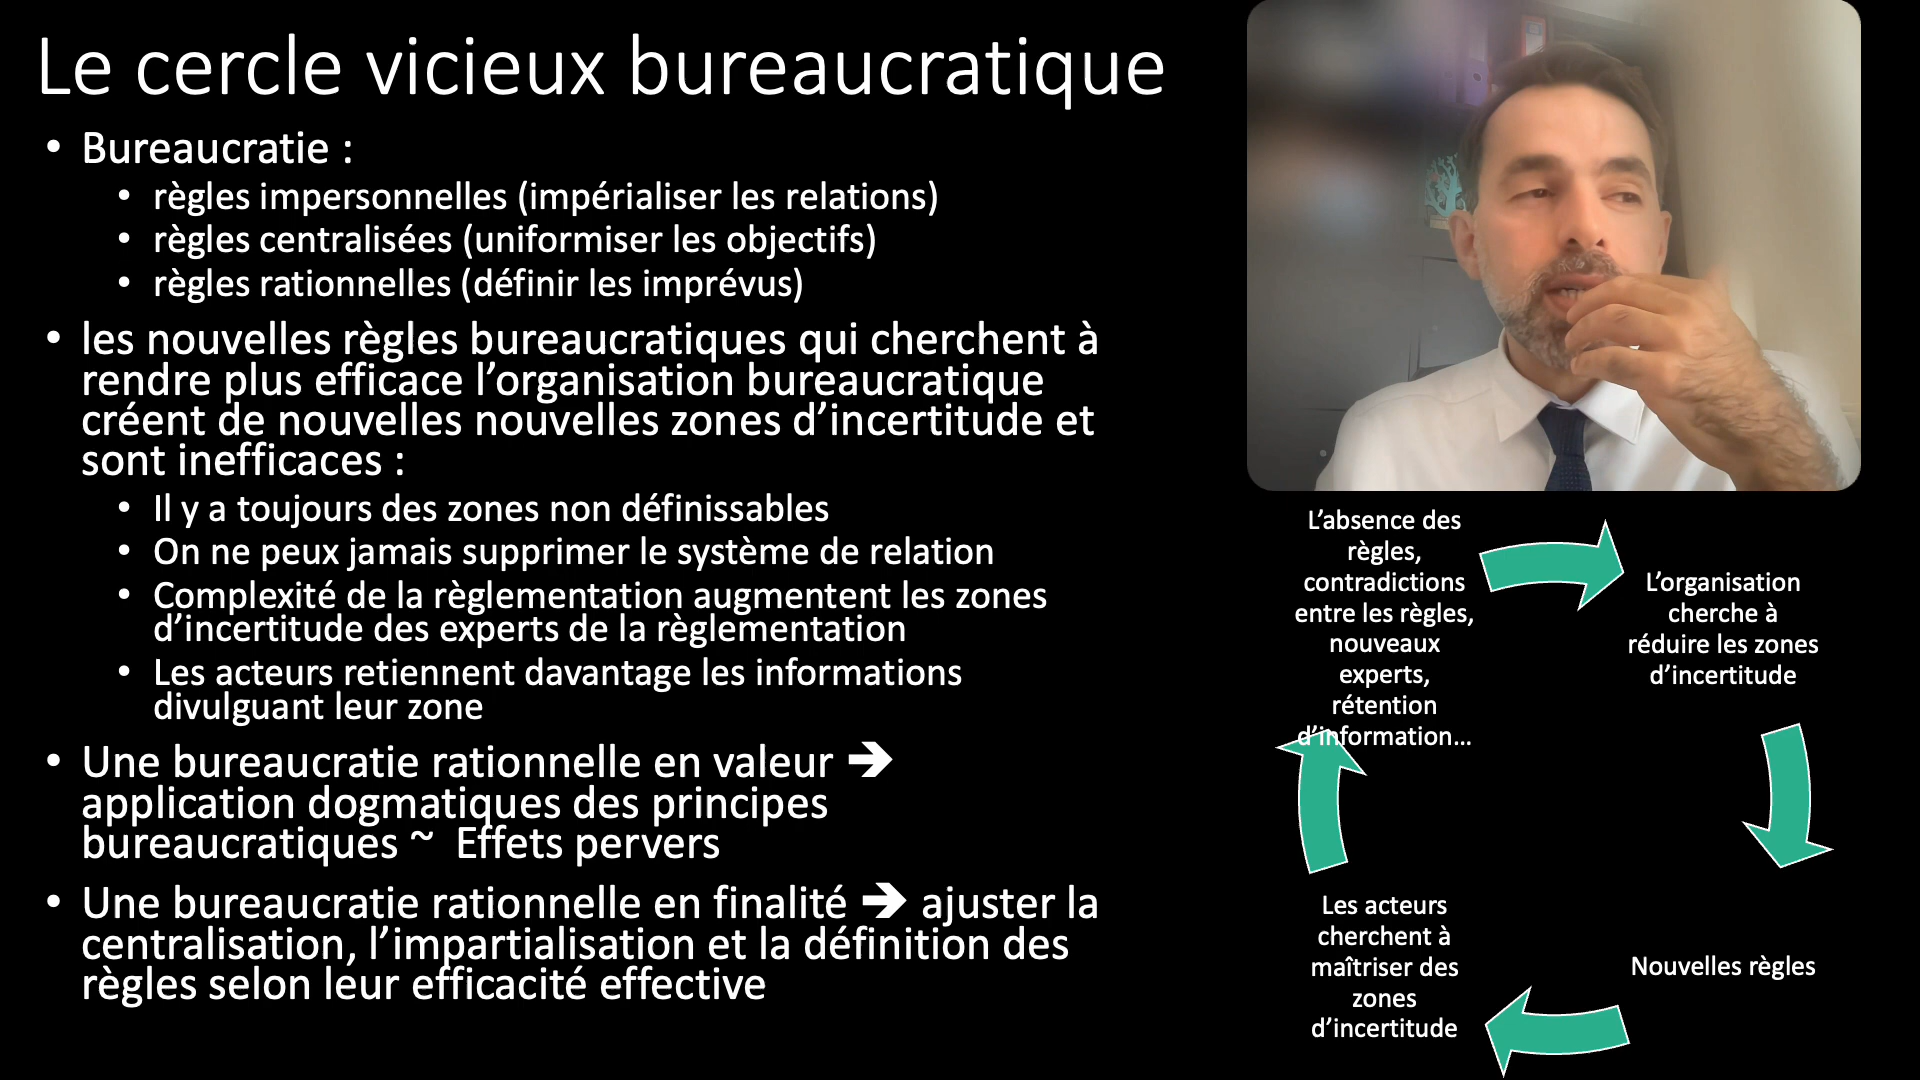 Le cercle vicieux bureaucratique
• Bureaucratie :
• règles impersonnelles (impérialiser les relations)
• règles centralisées (uniformiser les objectifs)
• règles rationnelles (définir les imprévus)
• les nouvelles règles bureaucratiques qui cherchent à
rendre plus efficace l’organisation bureaucratique
créent de nouvelles nouvelles zones d’incertitude et
sont inefficaces :
• Il y a toujours des zones non définissables
• On ne peux jamais supprimer le système de relation
• Complexité de la règlementation augmentent les zones
d’incertitude des experts de la règlementation
• Les acteurs retiennent davantage les informations
divulguant leur zone
• Une bureaucratie rationnelle en valeur ➔
application dogmatiques des principes
bureaucratiques ~ Effets pervers
• Une bureaucratie rationnelle en finalité ➔ ajuster la
centralisation, l’impartialisation et la définition des
règles selon leur efficacité effective
L’absence des
règles,
contradictions
entre les règles,
nouveaux
experts,
rétention
d’information…
L’organisation
cherche à
réduire les zones
d’incertitude
Nouvelles règles
Les acteurs
cherchent à
maîtriser des
zones
d’incertitude